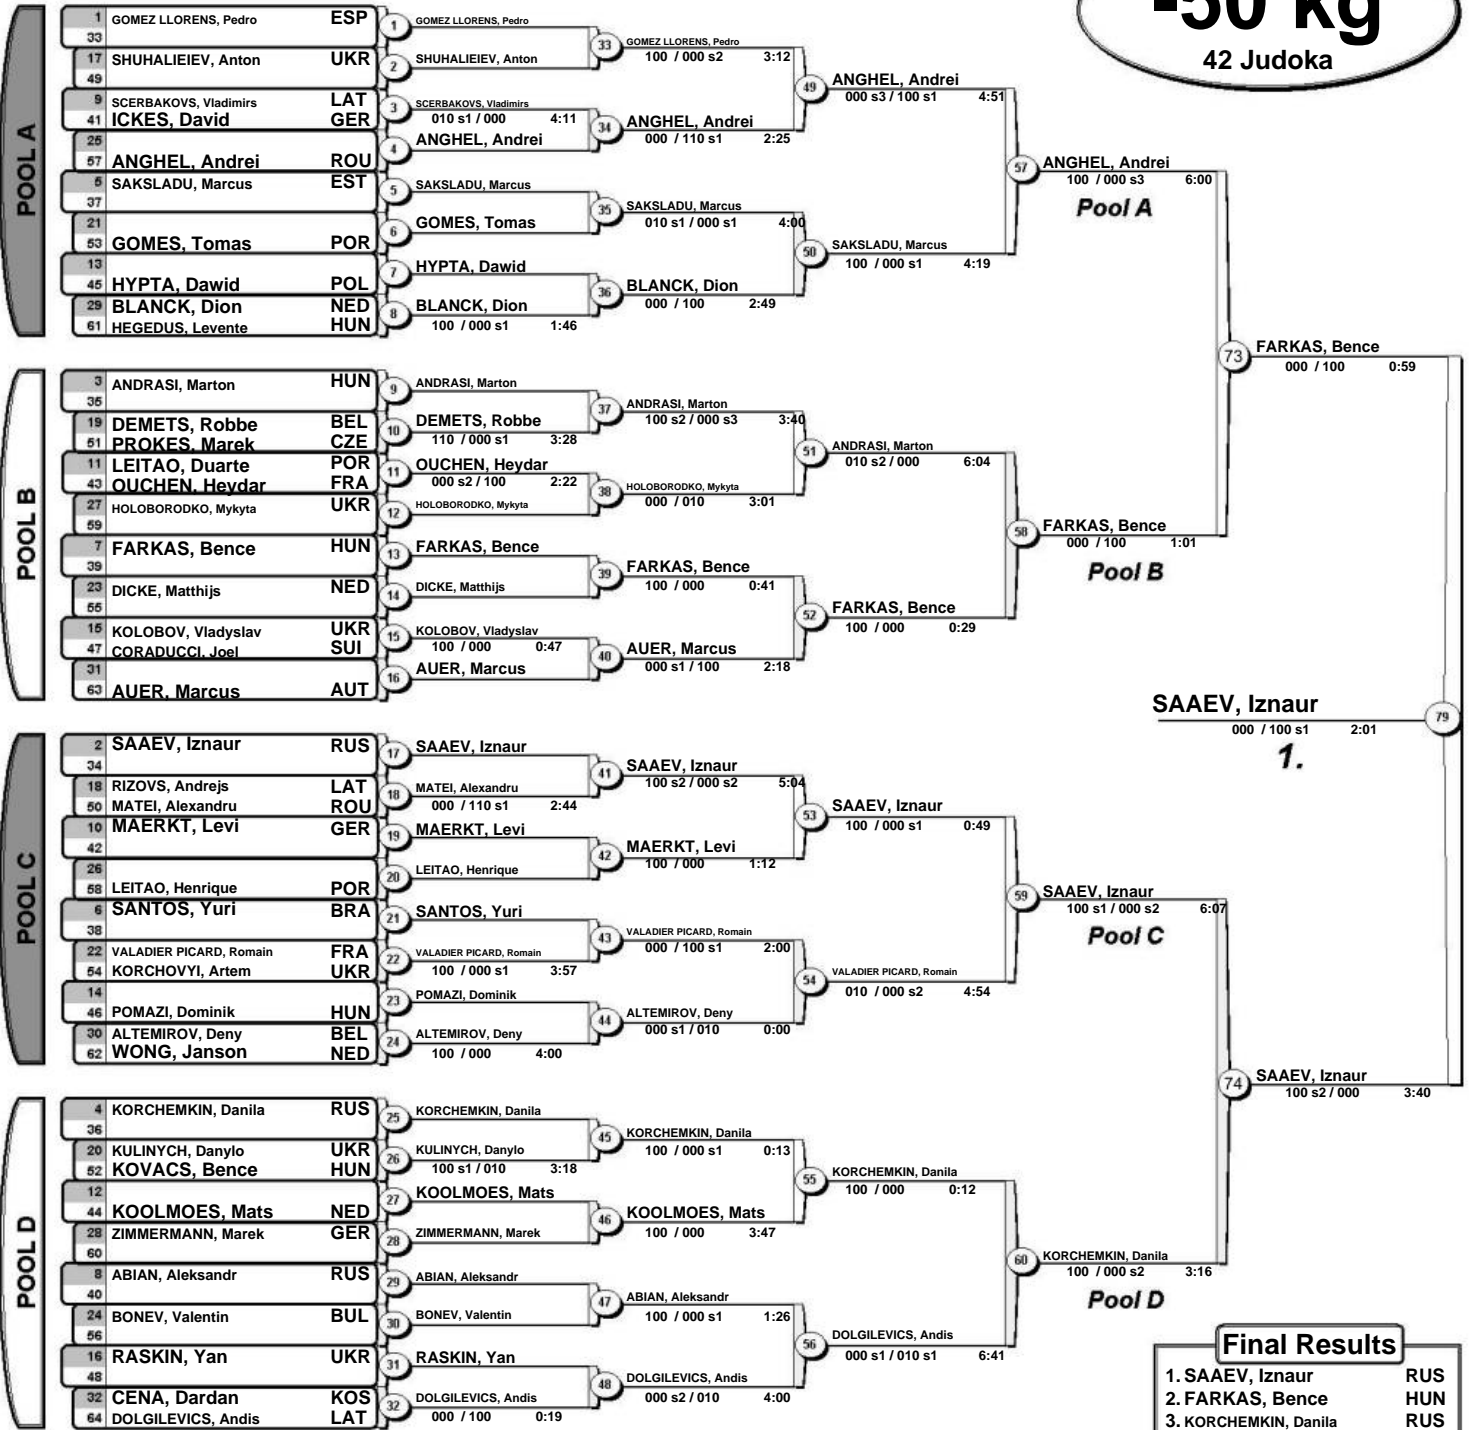 -50 kg
42 Judoka
POOL A
1 GOMEZ LLORENS, Pedro ESP
33
17 SHUHALIEIEV, Anton UKR
49
9 SCERBAKOVS, Vladimirs LAT
41 ICKES, David GER
25
57 ANGHEL, Andrei ROU
5 SAKSLADU, Marcus EST
37
21
53 GOMES, Tomas POR
13
45 HYPTA, Dawid POL
29 BLANCK, Dion NED
61 HEGEDUS, Levente HUN
1 GOMEZ LLORENS, Pedro
2 SHUHALIEIEV, Anton
3 SCERBAKOVS, Vladimirs
010 s1 / 000 4:11
4 ANGHEL, Andrei
5 SAKSLADU, Marcus
6 GOMES, Tomas
7 HYPTA, Dawid
8 BLANCK, Dion
100 / 000 s1 1:46
33 GOMEZ LLORENS, Pedro
100 / 000 s2 3:12
34 ANGHEL, Andrei
000 / 110 s1 2:25
35 SAKSLADU, Marcus
010 s1 / 000 s1 4:00
36 BLANCK, Dion
000 / 100 2:49
49 ANGHEL, Andrei
000 s3 / 100 s1 4:51
50 SAKSLADU, Marcus
100 / 000 s1 4:19
57 ANGHEL, Andrei
100 / 000 s3 6:00
Pool A
POOL B
3 ANDRASI, Marton HUN
35
19 DEMETS, Robbe BEL
51 PROKES, Marek CZE
11 LEITAO, Duarte POR
43 OUCHEN, Heydar FRA
27 HOLOBORODKO, Mykyta UKR
59
7 FARKAS, Bence HUN
39
23 DICKE, Matthijs NED
55
15 KOLOBOV, Vladyslav UKR
47 CORADUCCI, Joel SUI
31
63 AUER, Marcus AUT
9 ANDRASI, Marton
10 DEMETS, Robbe
110 / 000 s1 3:28
11 OUCHEN, Heydar
000 s2 / 100 2:22
12 HOLOBORODKO, Mykyta
13 FARKAS, Bence
14 DICKE, Matthijs
15 KOLOBOV, Vladyslav
100 / 000 0:47
16 AUER, Marcus
37 ANDRASI, Marton
100 s2 / 000 s3 3:40
38 HOLOBORODKO, Mykyta
000 / 010 3:01
39 FARKAS, Bence
100 / 000 0:41
40 AUER, Marcus
000 s1 / 100 2:18
51 ANDRASI, Marton
010 s2 / 000 6:04
52 FARKAS, Bence
100 / 000 0:29
58 FARKAS, Bence
000 / 100 1:01
Pool B
73 FARKAS, Bence
000 / 100 0:59
SAAEV, Iznaur 79
000 / 100 s1 2:01
1.
POOL C
2 SAAEV, Iznaur RUS
34
18 RIZOVS, Andrejs LAT
50 MATEI, Alexandru ROU
10 MAERKT, Levi GER
42
26
58 LEITAO, Henrique POR
6 SANTOS, Yuri BRA
38
22 VALADIER PICARD, Romain FRA
54 KORCHOVYI, Artem UKR
14
46 POMAZI, Dominik HUN
30 ALTEMIROV, Deny BEL
62 WONG, Janson NED
17 SAAEV, Iznaur
18 MATEI, Alexandru
000 / 110 s1 2:44
19 MAERKT, Levi
20 LEITAO, Henrique
21 SANTOS, Yuri
22 VALADIER PICARD, Romain
100 / 000 s1 3:57
23 POMAZI, Dominik
24 ALTEMIROV, Deny
100 / 000 4:00
41 SAAEV, Iznaur
100 s2 / 000 s2 5:04
42 MAERKT, Levi
100 / 000 1:12
43 VALADIER PICARD, Romain
000 / 100 s1 2:00
44 ALTEMIROV, Deny
000 s1 / 010 0:00
53 SAAEV, Iznaur
100 / 000 s1 0:49
54 VALADIER PICARD, Romain
010 / 000 s2 4:54
59 SAAEV, Iznaur
100 s1 / 000 s2 6:07
Pool C
74 SAAEV, Iznaur
100 s2 / 000 3:40
POOL D
4 KORCHEMKIN, Danila RUS
36
20 KULINYCH, Danylo UKR
52 KOVACS, Bence HUN
12
44 KOOLMOES, Mats NED
28 ZIMMERMANN, Marek GER
60
8 ABIAN, Aleksandr RUS
40
24 BONEV, Valentin BUL
56
16 RASKIN, Yan UKR
48
32 CENA, Dardan KOS
64 DOLGILEVICS, Andis LAT
25 KORCHEMKIN, Danila
26 KULINYCH, Danylo
100 s1 / 010 3:18
27 KOOLMOES, Mats
28 ZIMMERMANN, Marek
29 ABIAN, Aleksandr
30 BONEV, Valentin
31 RASKIN, Yan
32 DOLGILEVICS, Andis
000 / 100 0:19
45 KORCHEMKIN, Danila
100 / 000 s1 0:13
46 KOOLMOES, Mats
100 / 000 3:47
47 ABIAN, Aleksandr
100 / 000 s1 1:26
48 DOLGILEVICS, Andis
000 s2 / 010 4:00
55 KORCHEMKIN, Danila
100 / 000 0:12
56 DOLGILEVICS, Andis
000 s1 / 010 s1 6:41
60 KORCHEMKIN, Danila
100 / 000 s2 3:16
Pool D
Final Results
1. SAAEV, Iznaur RUS
2. FARKAS, Bence HUN
3. KORCHEMKIN, Danila RUS